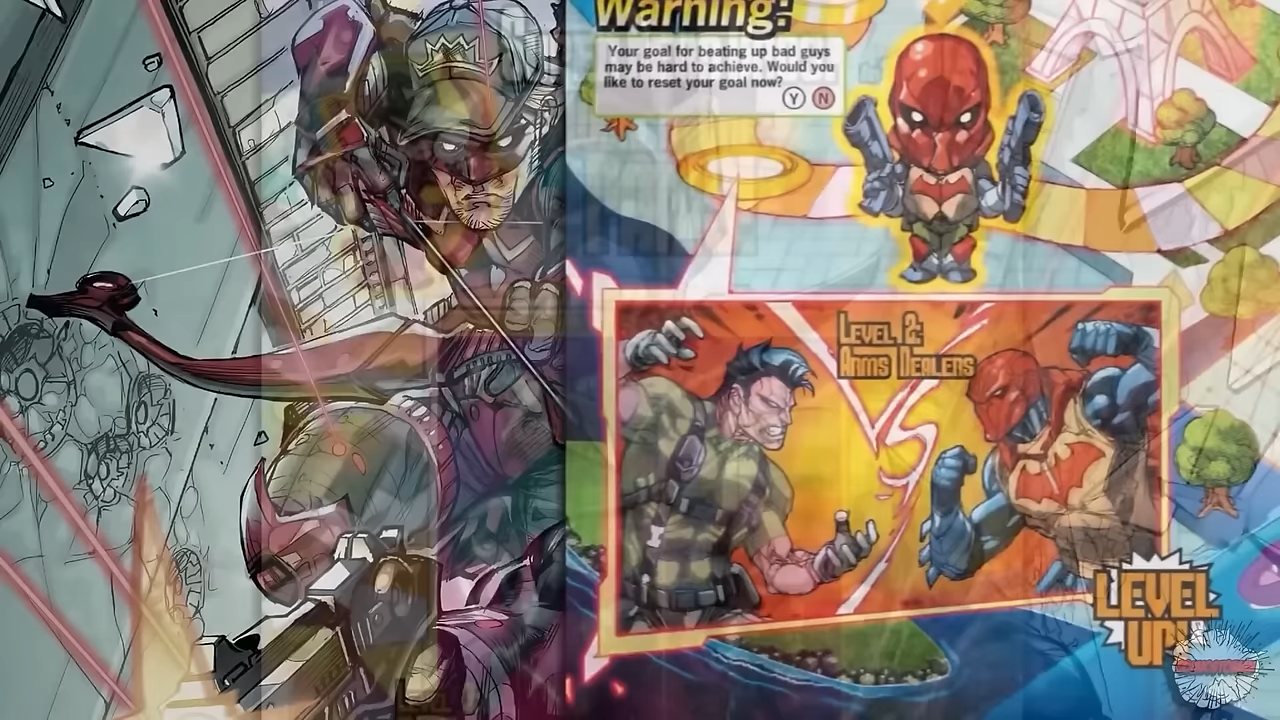 Warning:
Your goal for beating up bad guys
may be hard to achieve. Would you
like to reset your goal now?
Y N
LEVEL 2:
ARMS DEALERS
VS
LEVEL
UP!